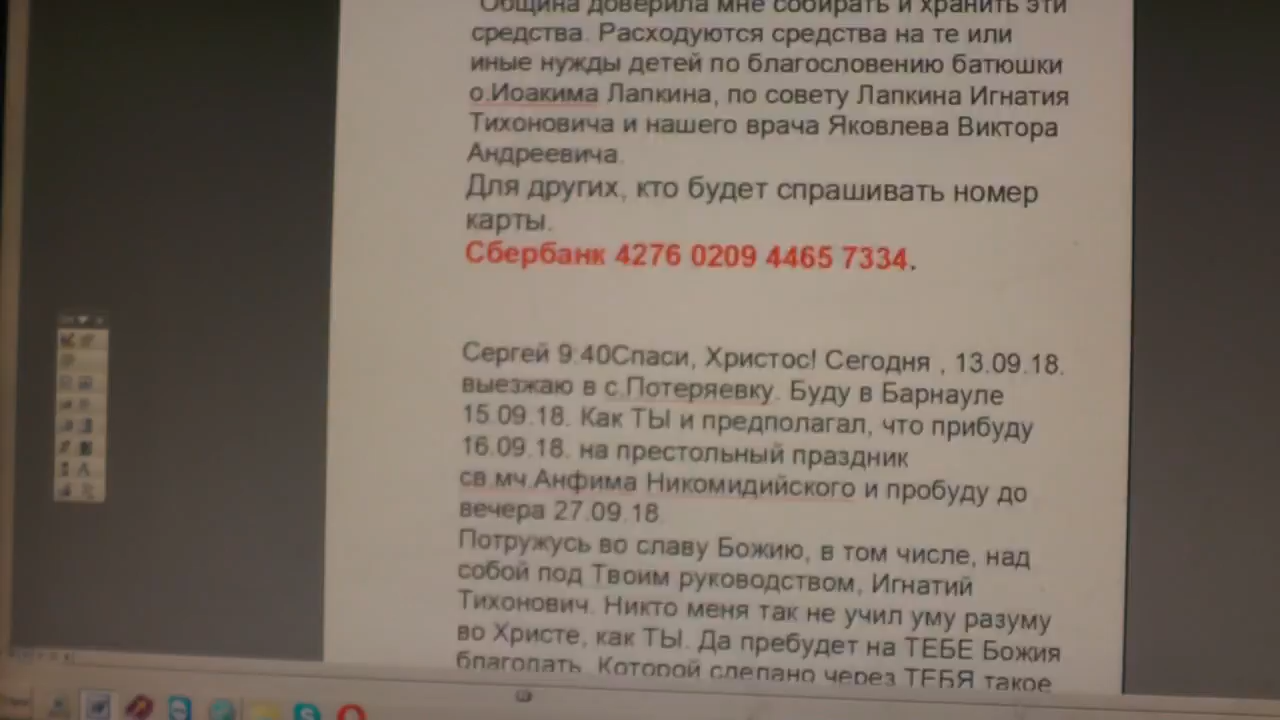 Община доверила мне собирать и хранить эти
средства. Расходуются средства на те или
иные нужды детей по благословению батюшки
о.Иоакима Лапкина, по совету Лапкина Игнатия
Тихоновича и нашего врача Яковлева Виктора
Андреевича.
Для других, кто будет спрашивать номер
карты.
Сбербанк 4276 0209 4465 7334.
Сергей 9:40Спаси, Христос! Сегодня , 13.09.18.
выезжаю в с.Потеряевку. Буду в Барнауле
15.09.18. Как ТЫ и предполагал, что прибуду
16.09.18. на престольный праздник
св.мч.Анфима Никомидийского и пробуду до
вечера 27.09.18.
Потружусь во славу Божию, в том числе, над
собой под Твоим руководством, Игнатий
Тихонович. Никто меня так не учил уму разуму
во Христе, как ТЫ. Да пребудет на ТЕБЕ Божия
благодать. Которой сделано через ТЕБЯ такое